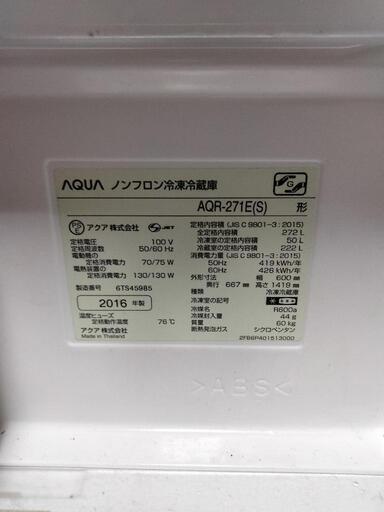 AQUA ノンフロン冷凍冷蔵庫
AQR-271E(S) 形
PS E アクア株式会社 JET
定格電圧 100 V
定格周波数 50/60 Hz
電動機の
定格消費電力 70/75 W
電熱装置の
定格消費電力 130/130 W
製造番号 6TS45985
2016 年製
温度ヒューズ
定格動作温度 76℃
アクア株式会社
Made in Thailand
定格内容積(JIS C 9801-3:2015)
全定格内容積 272 L
冷凍室の定格内容積 50 L
冷蔵室の定格内容積 222 L
消費電力量(JIS C 9801-3:2015)
50Hz 419 kWh/年
60Hz 426 kWh/年
外形寸法 幅 600 mm
奥行 667 mm 高さ 1419 mm
種類 冷凍冷蔵庫
冷凍室の記号
冷媒名 R600a
冷媒封入量 44 g
質量 60 kg
断熱発泡ガス シクロペンタン
2FB6P401513000
G
>ABS<